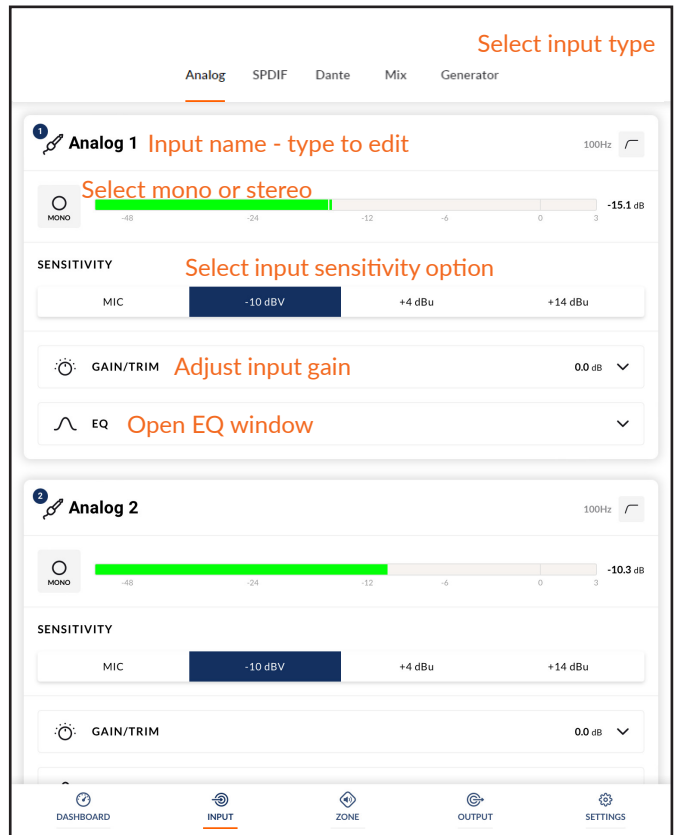 Select input type
Analog SPDIF Dante Mix Generator
1
Analog 1 Input name - type to edit 100Hz
Select mono or stereo
MONO -15.1 dB
-48 -24 -12 -6 0 3
SENSITIVITY
Select input sensitivity option
MIC -10 dBV +4 dBu +14 dBu
GAIN/TRIM Adjust input gain 0.0 dB
EQ Open EQ window
2
Analog 2 100Hz
MONO -10.3 dB
-48 -24 -12 -6 0 3
SENSITIVITY
MIC -10 dBV +4 dBu +14 dBu
GAIN/TRIM 0.0 dB
DASHBOARD INPUT ZONE OUTPUT SETTINGS